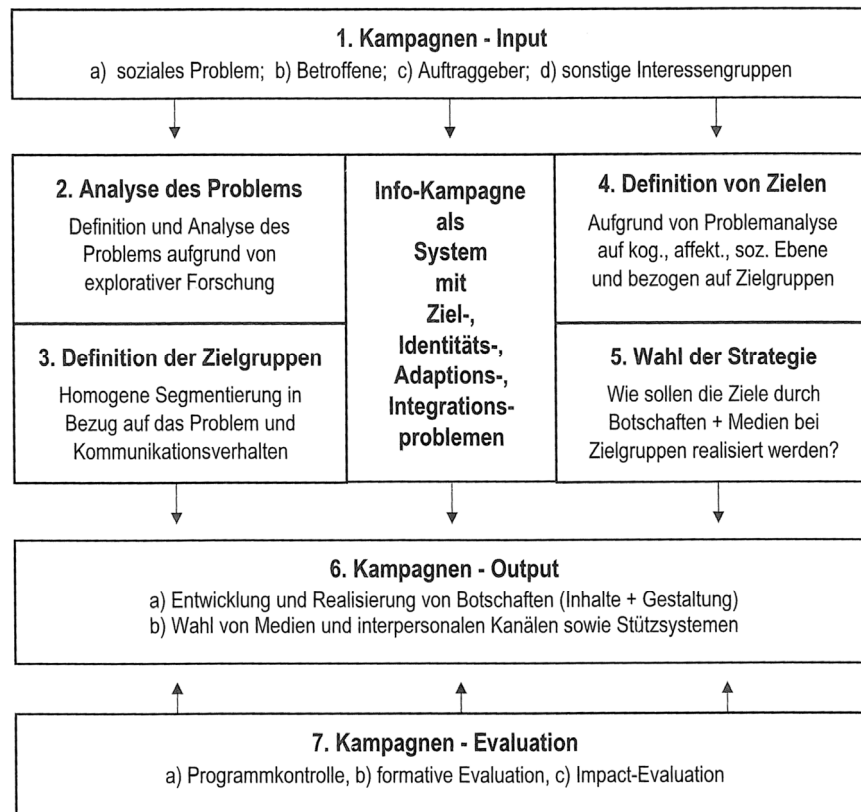 1. Kampagnen - Input
a) soziales Problem; b) Betroffene; c) Auftraggeber; d) sonstige Interessengruppen
2. Analyse des Problems
Definition und Analyse des
Problems aufgrund von
explorativer Forschung
3. Definition der Zielgruppen
Homogene Segmentierung in
Bezug auf das Problem und
Kommunikationsverhalten
Info-Kampagne
als
System
mit
Ziel-,
Identitäts-,
Adaptions-,
Integrations-
problemen
4. Definition von Zielen
Aufgrund von Problemanalyse
auf kog., affekt., soz. Ebene
und bezogen auf Zielgruppen
5. Wahl der Strategie
Wie sollen die Ziele durch
Botschaften + Medien bei
Zielgruppen realisiert werden?
6. Kampagnen - Output
a) Entwicklung und Realisierung von Botschaften (Inhalte + Gestaltung)
b) Wahl von Medien und interpersonalen Kanälen sowie Stützsystemen
7. Kampagnen - Evaluation
a) Programmkontrolle, b) formative Evaluation, c) Impact-Evaluation